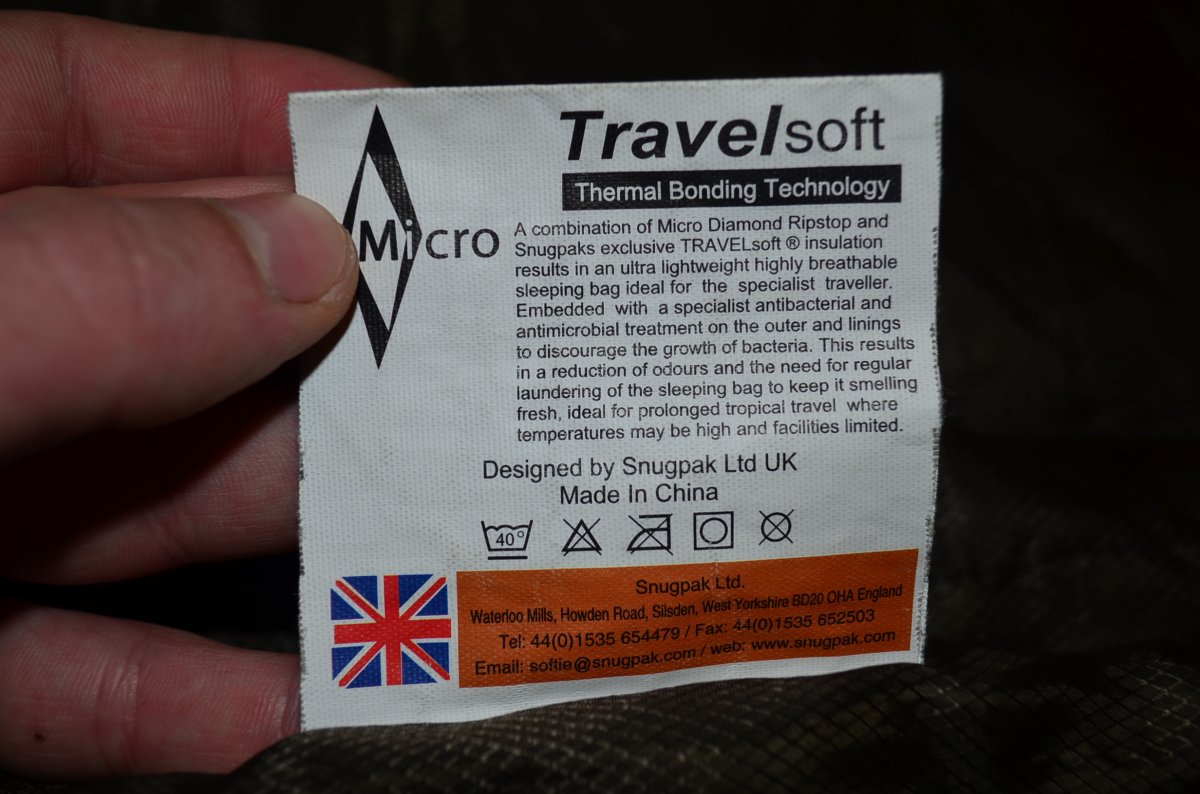 Travelsoft
Thermal Bonding Technology
Micro
A combination of Micro Diamond Ripstop and
Snugpaks exclusive TRAVELsoft ® insulation
results in an ultra lightweight highly breathable
sleeping bag ideal for the specialist traveller.
Embedded with a specialist antibacterial and
antimicrobial treatment on the outer and linings
to discourage the growth of bacteria. This results
in a reduction of odours and the need for regular
laundering of the sleeping bag to keep it smelling
fresh, ideal for prolonged tropical travel where
temperatures may be high and facilities limited.
Designed by Snugpak Ltd UK
Made In China
40°
Snugpak Ltd.
Waterloo Mills, Howden Road, Silsden, West Yorkshire BD20 OHA England
Tel: 44(0)1535 654479 / Fax: 44(0)1535 652503
Email: softie@snugpak.com / web: www.snugpak.com